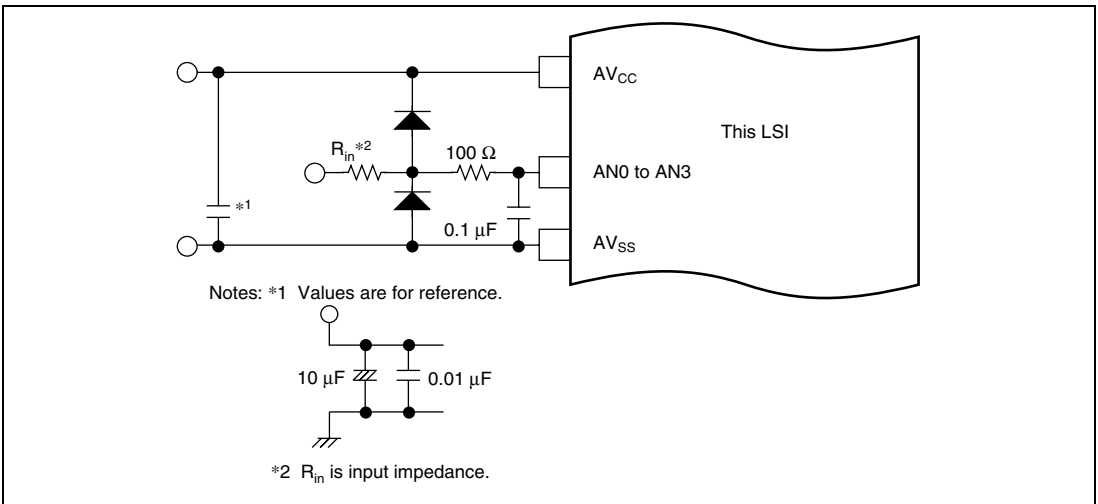 AVCC
This LSI
Rin*2
100 Ω
AN0 to AN3
*1
0.1 μF
AVSS
Notes: *1 Values are for reference.
10 μF
0.01 μF
*2 Rin is input impedance.